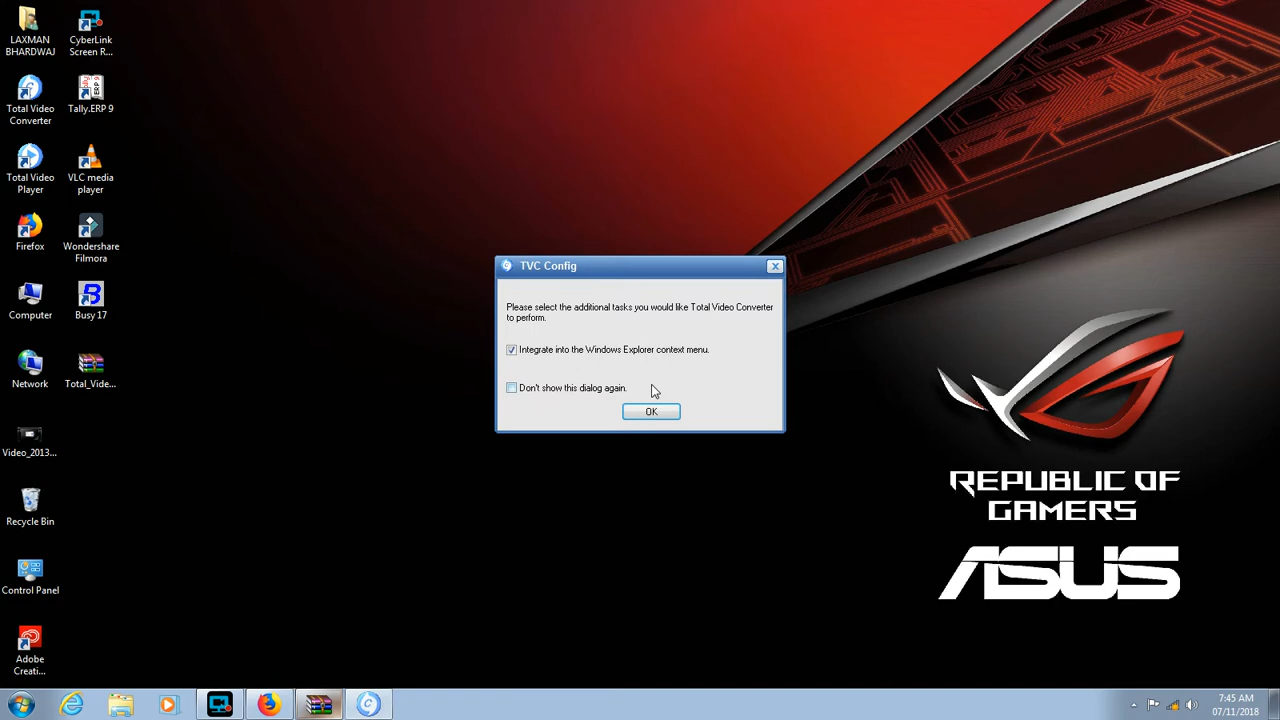 LAXMAN
BHARDWAJ
CyberLink
Screen R...
Total Video
Converter
Tally.ERP 9
Total Video
Player
VLC media
player
Firefox
Wondershare
Filmora
Computer
Busy 17
Network
Total_Vide...
Video_2013...
Recycle Bin
Control Panel
Adobe
Creati...
TVC Config
Please select the additional tasks you would like Total Video Converter
to perform.
Integrate into the Windows Explorer context menu.
Don't show this dialog again.
OK
REPUBLIC OF
GAMERS
ASUS
7:45 AM
07/11/2018